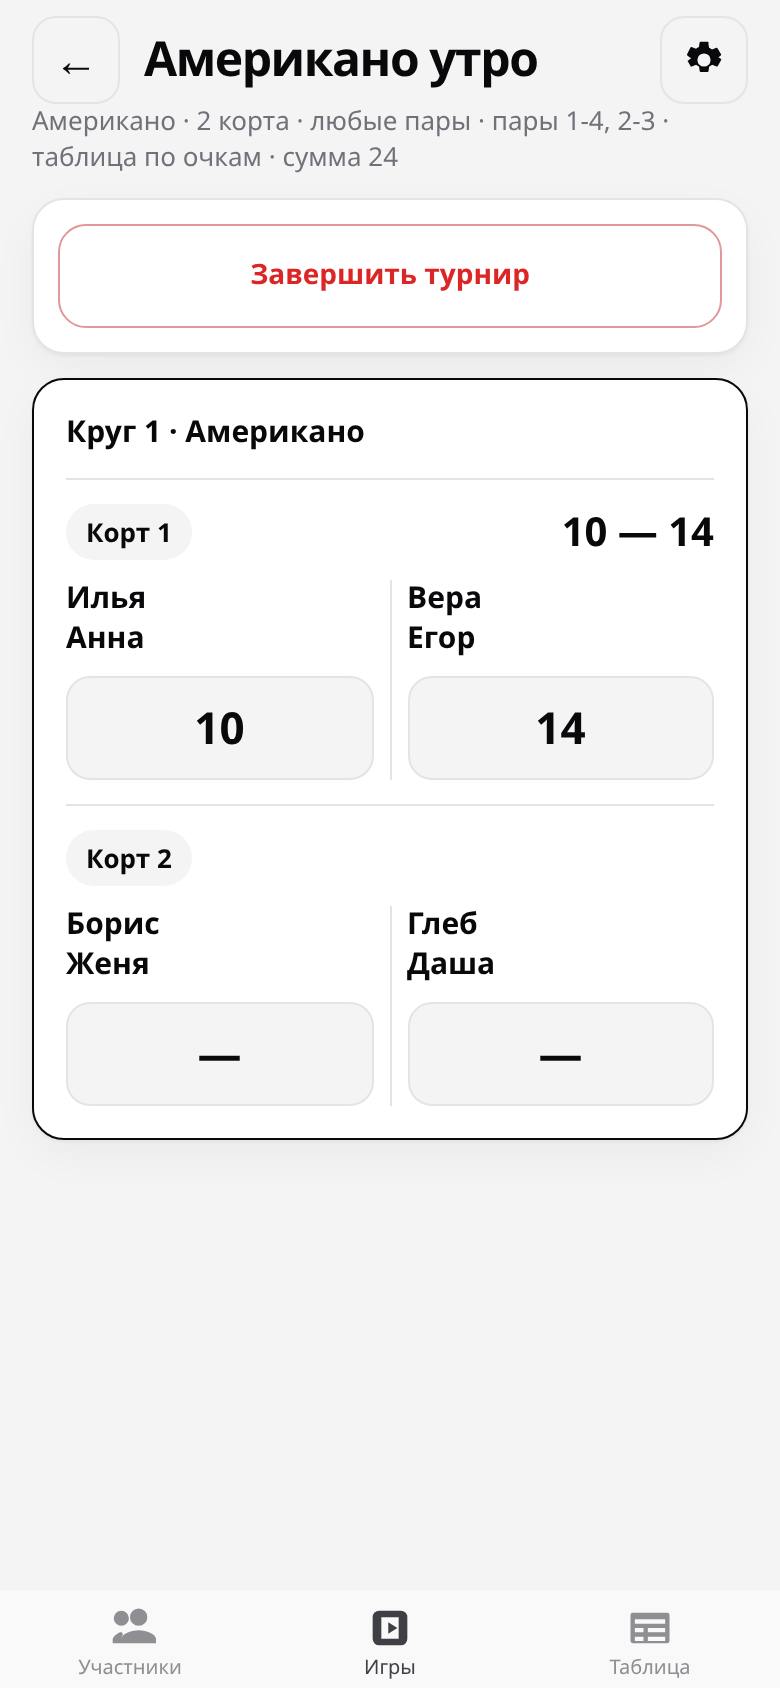 ← Американо утро
Американо · 2 корта · любые пары · пары 1-4, 2-3 ·
таблица по очкам · сумма 24
Завершить турнир
Круг 1 · Американо
Корт 1 10 — 14
Илья Вера
Анна Егор
10 14
Корт 2
Борис Глеб
Женя Даша
— —
Участники Игры Таблица